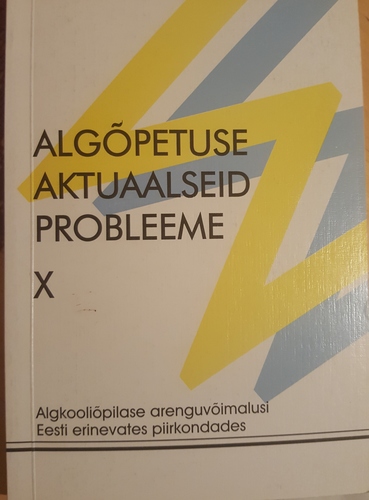 ALGÕPETUSE
AKTUAALSEID
PROBLEEME
X
Algkooliõpilase arenguvõimalusi
Eesti erinevates piirkondades